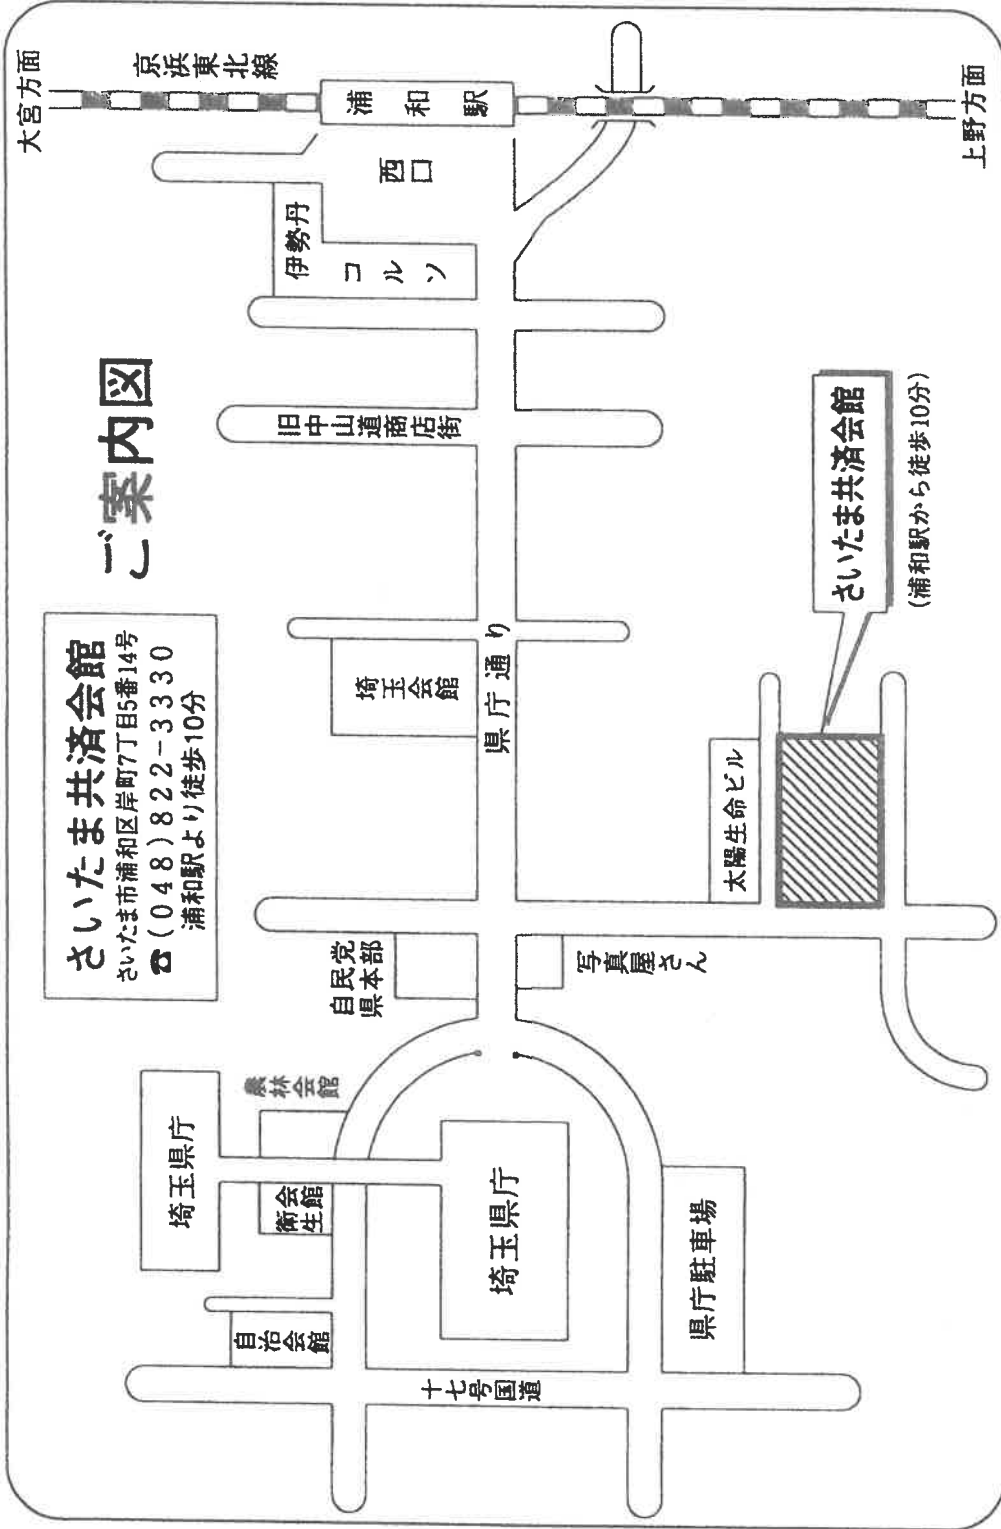 ご案内図
さいたま共済会館
さいたま市浦和区岸町7丁目5番14号
☎(048)822-3330
浦和駅より徒歩10分
大宮方面
京浜東北線
浦和駅
上野方面
西口
伊勢丹
コルソ
旧中山道商店街
埼玉会館
県庁通り
さいたま共済会館
(浦和駅から徒歩10分)
太陽生命ビル
自民党
県本部
写真屋さん
農林会館
埼玉県庁
衛生会館
埼玉県庁
自治会館
県庁駐車場
十七号国道